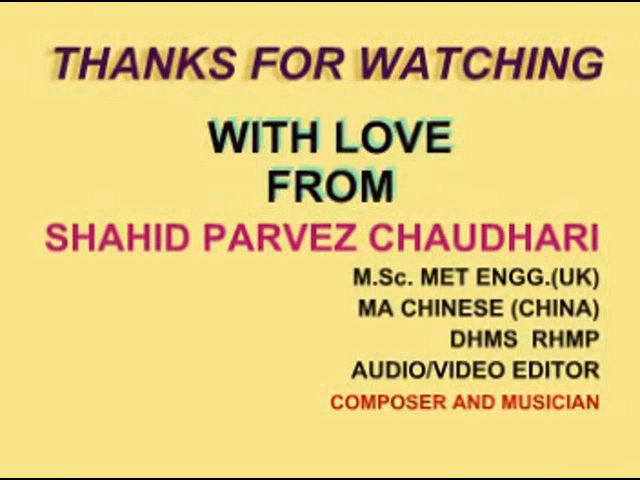 THANKS FOR WATCHING
WITH LOVE
FROM
SHAHID PARVEZ CHAUDHARI
M.Sc. MET ENGG.(UK)
MA CHINESE (CHINA)
DHMS RHMP
AUDIO/VIDEO EDITOR
COMPOSER AND MUSICIAN